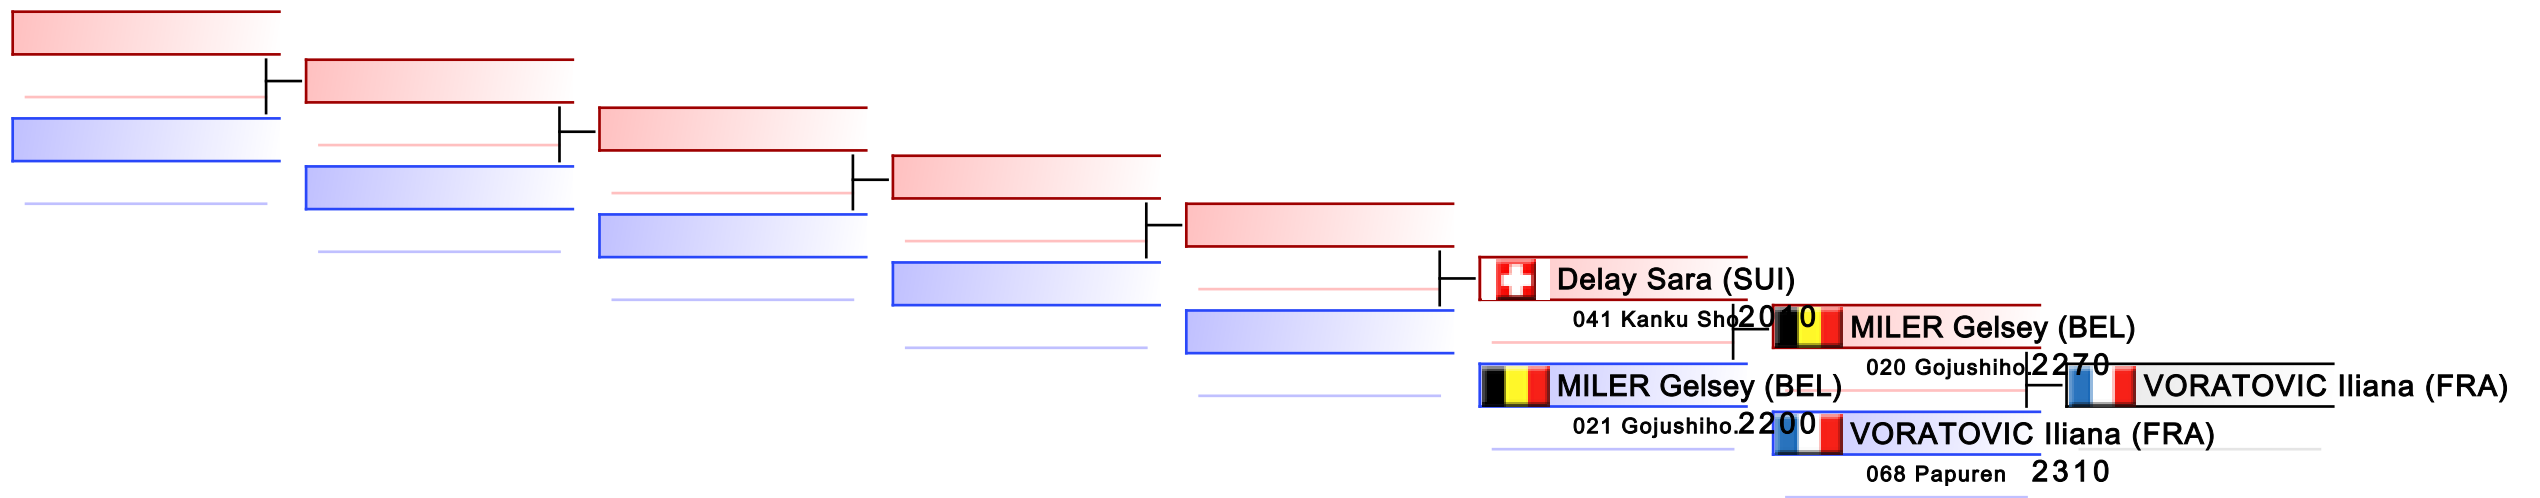 Delay Sara (SUI)
041 Kanku Sho 2010
MILER Gelsey (BEL)
020 Gojushiho. 2270
MILER Gelsey (BEL)
021 Gojushiho. 2200
VORATOVIC Iliana (FRA)
VORATOVIC Iliana (FRA)
068 Papuren 2310